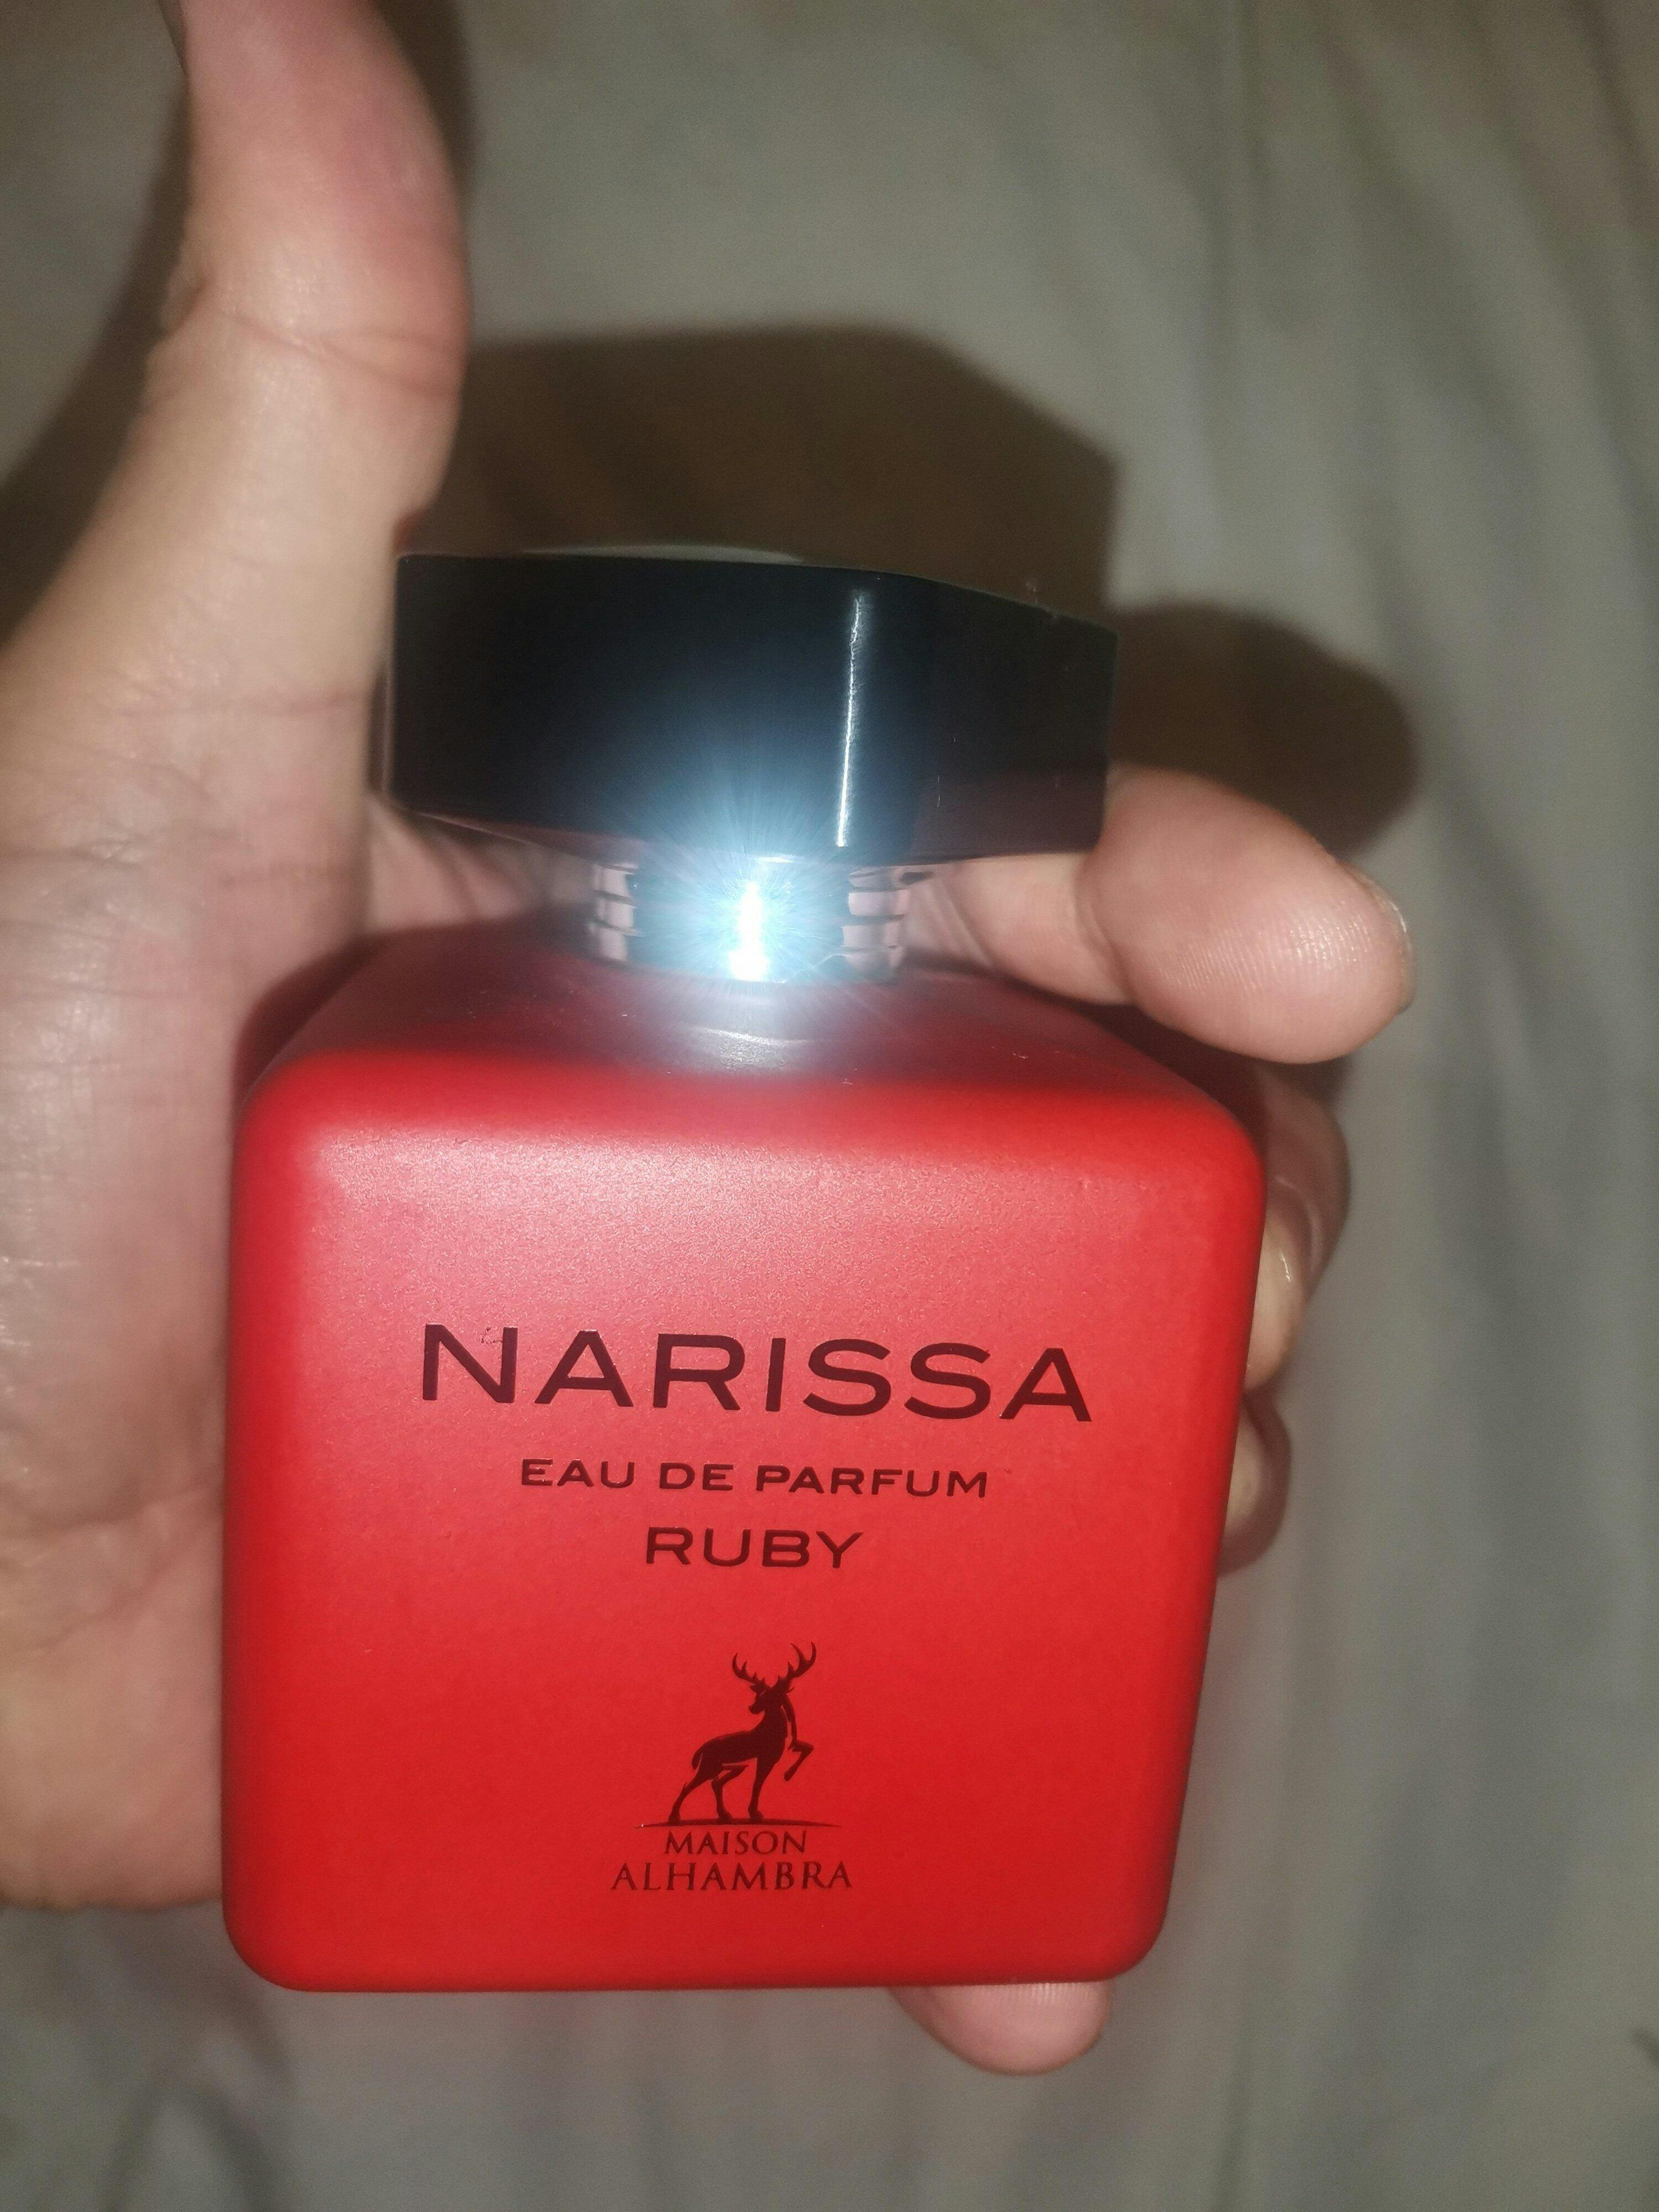 NARISSA
EAU DE PARFUM
RUBY
MAISON
ALHAMBRA